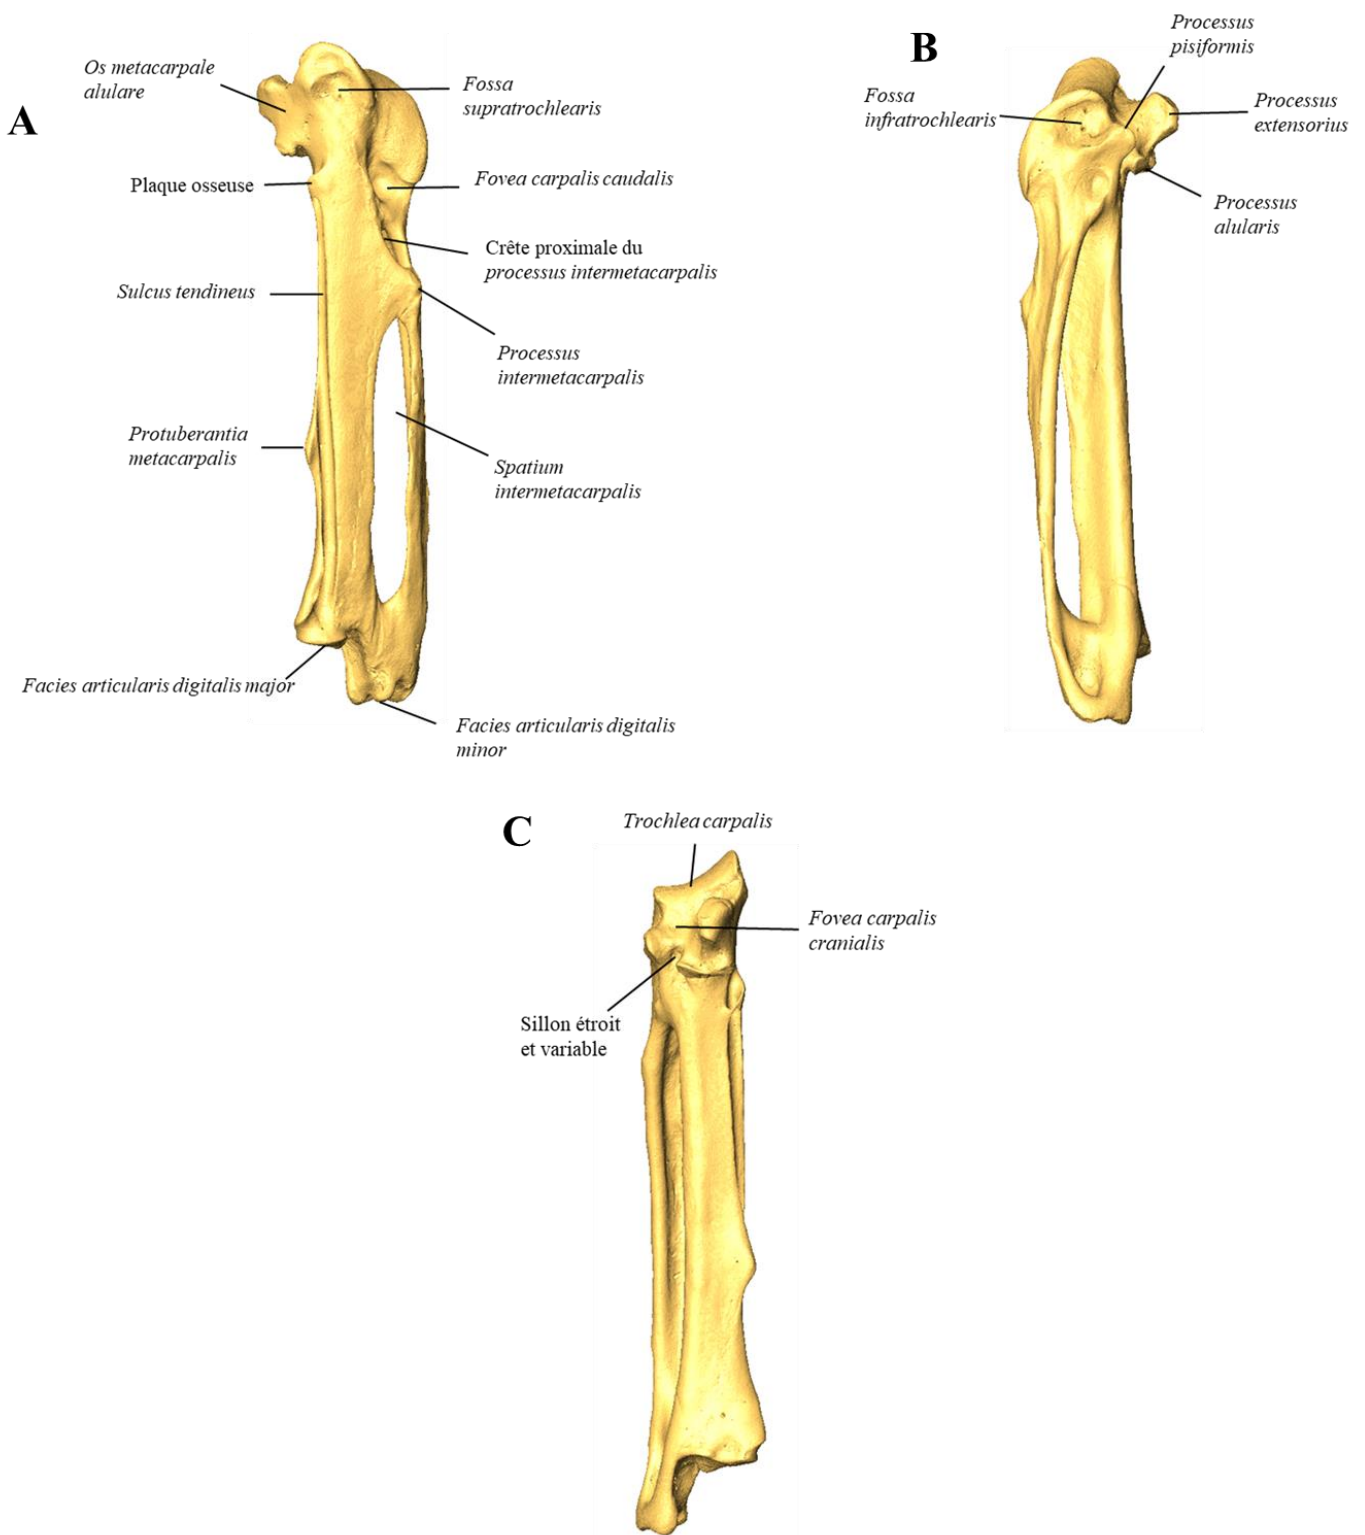 A
Os metacarpale
alulare
Fossa
supratrochlearis
Plaque osseuse
Fovea carpalis caudalis
Crête proximale du
processus intermetacarpalis
Sulcus tendineus
Processus
intermetacarpalis
Protuberantia
metacarpalis
Spatium
intermetacarpalis
Facies articularis digitalis major
Facies articularis digitalis
minor
B
Processus
pisiformis
Fossa
infratrochlearis
Processus
extensorius
Processus
alularis
C
Trochlea carpalis
Fovea carpalis
cranialis
Sillon étroit
et variable